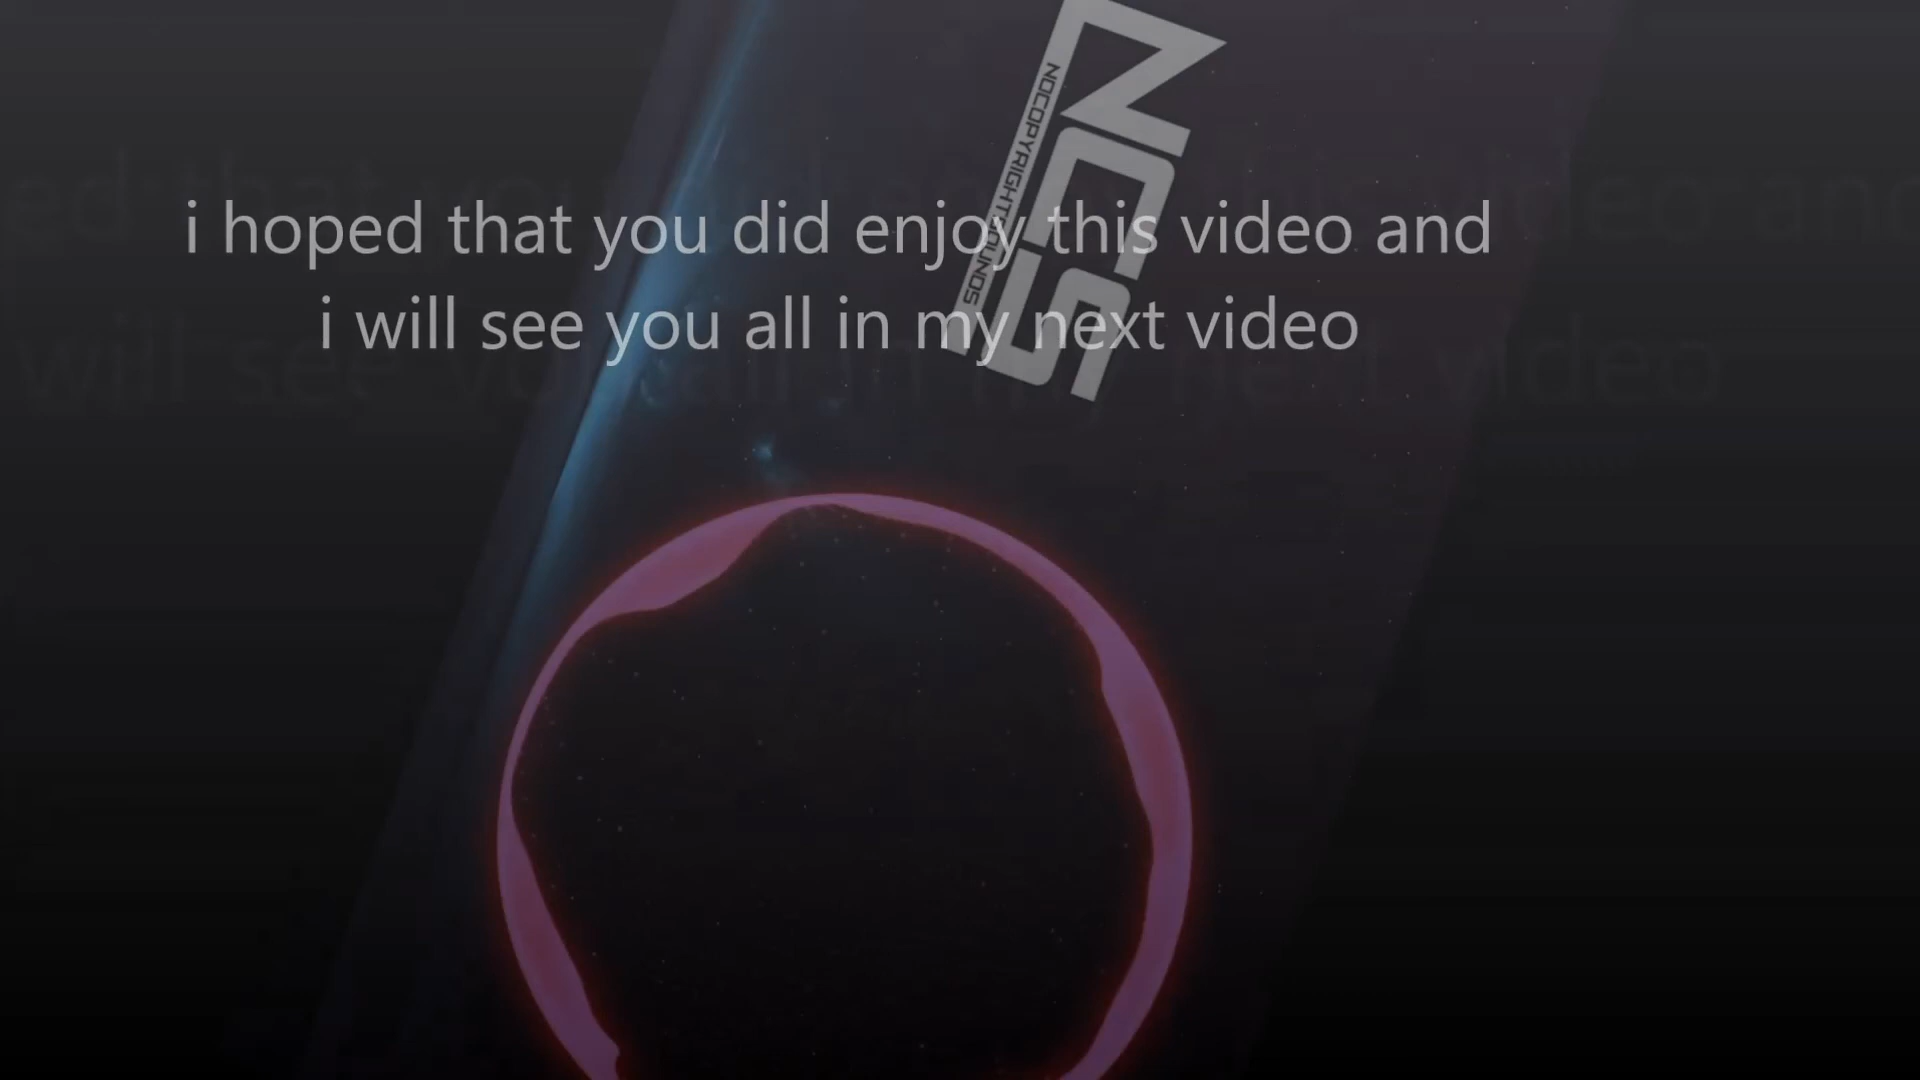 NCS
NOCOPYRIGHTSOUNDS
i hoped that you did enjoy this video and
i will see you all in my next video